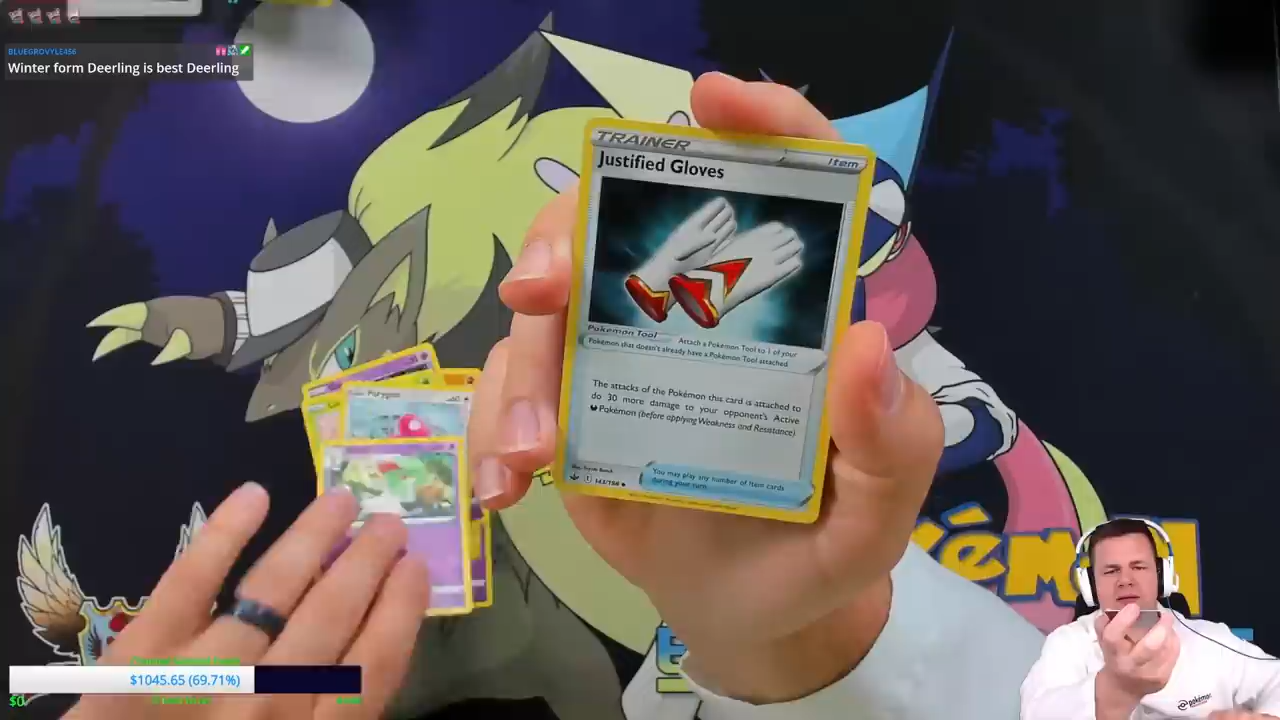 BLUEGROVYLE456
Winter form Deerling is best Deerling
TRAINER
Item
Justified Gloves
Pokémon Tool
Attach a Pokémon Tool to 1 of your
Pokémon that doesn't already have a Pokémon Tool attached.
The attacks of the Pokémon this card is attached to
do 30 more damage to your opponent's Active
Pokémon (before applying Weakness and Resistance).
You may play any number of Item cards
during your turn.
143/198
Porygon
$1045.65 (69.71%)
$0